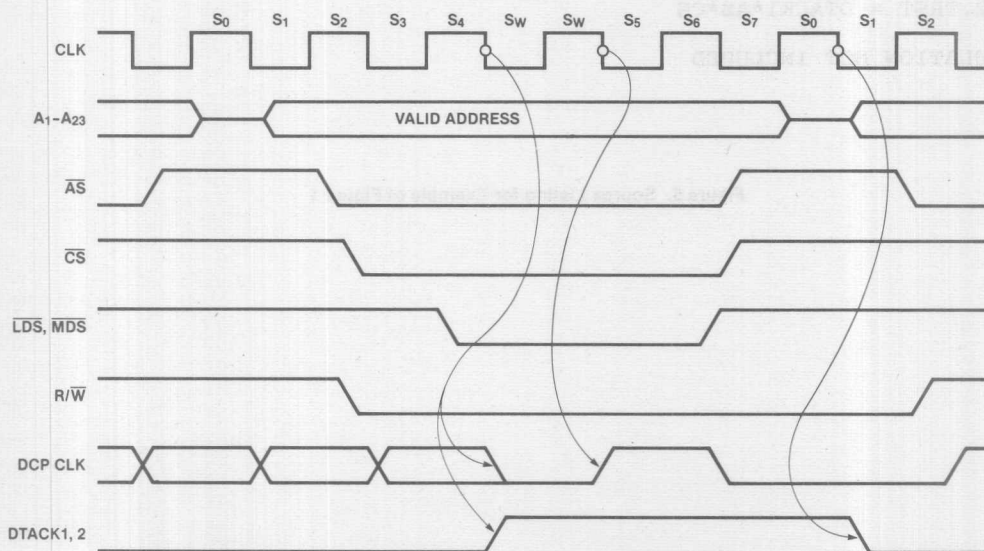 S0 S1 S2 S3 S4 SW SW S5 S6 S7 S0 S1 S2
CLK
A1–A23
VALID ADDRESS
AS
CS
LDS, MDS
R/W
DCP CLK
DTACK1, 2